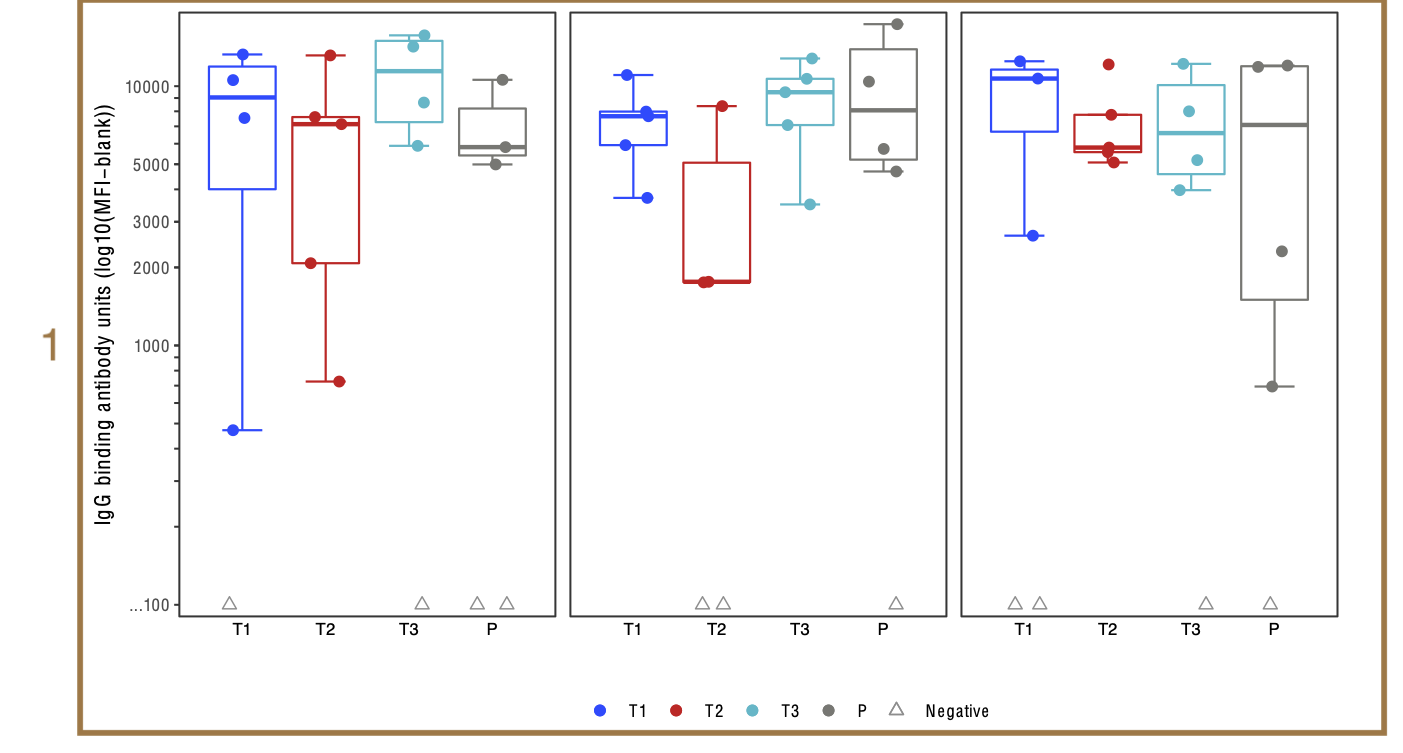 10000
5000
3000
2000
1000
...100
IgG binding antibody units (log10(MFI−blank))
1
T1 T2 T3 P
T1 T2 T3 P
T1 T2 T3 P
T1 T2 T3 P Negative